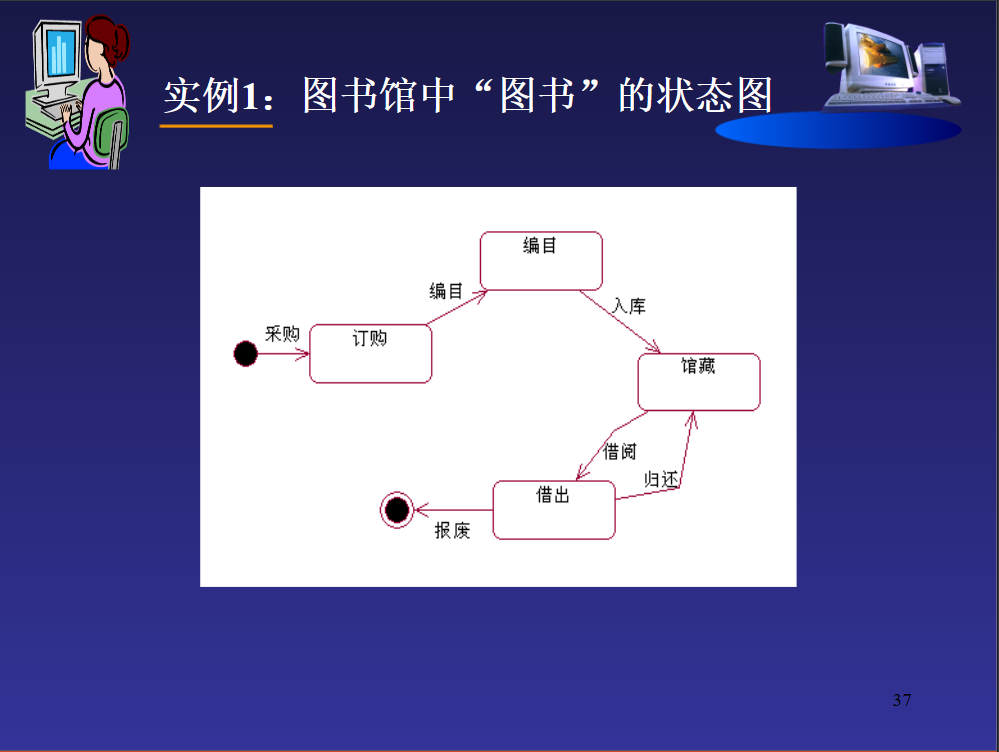 实例1：图书馆中“图书”的状态图
编目
编目
入库
采购
订购
馆藏
借阅
归还
借出
报废
37